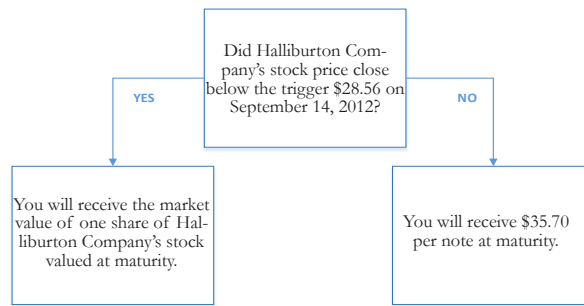 Did Halliburton Com-
pany's stock price close
below the trigger $28.56 on
September 14, 2012?
YES
NO
You will receive the market
value of one share of Hal-
liburton Company's stock
valued at maturity.
You will receive $35.70
per note at maturity.